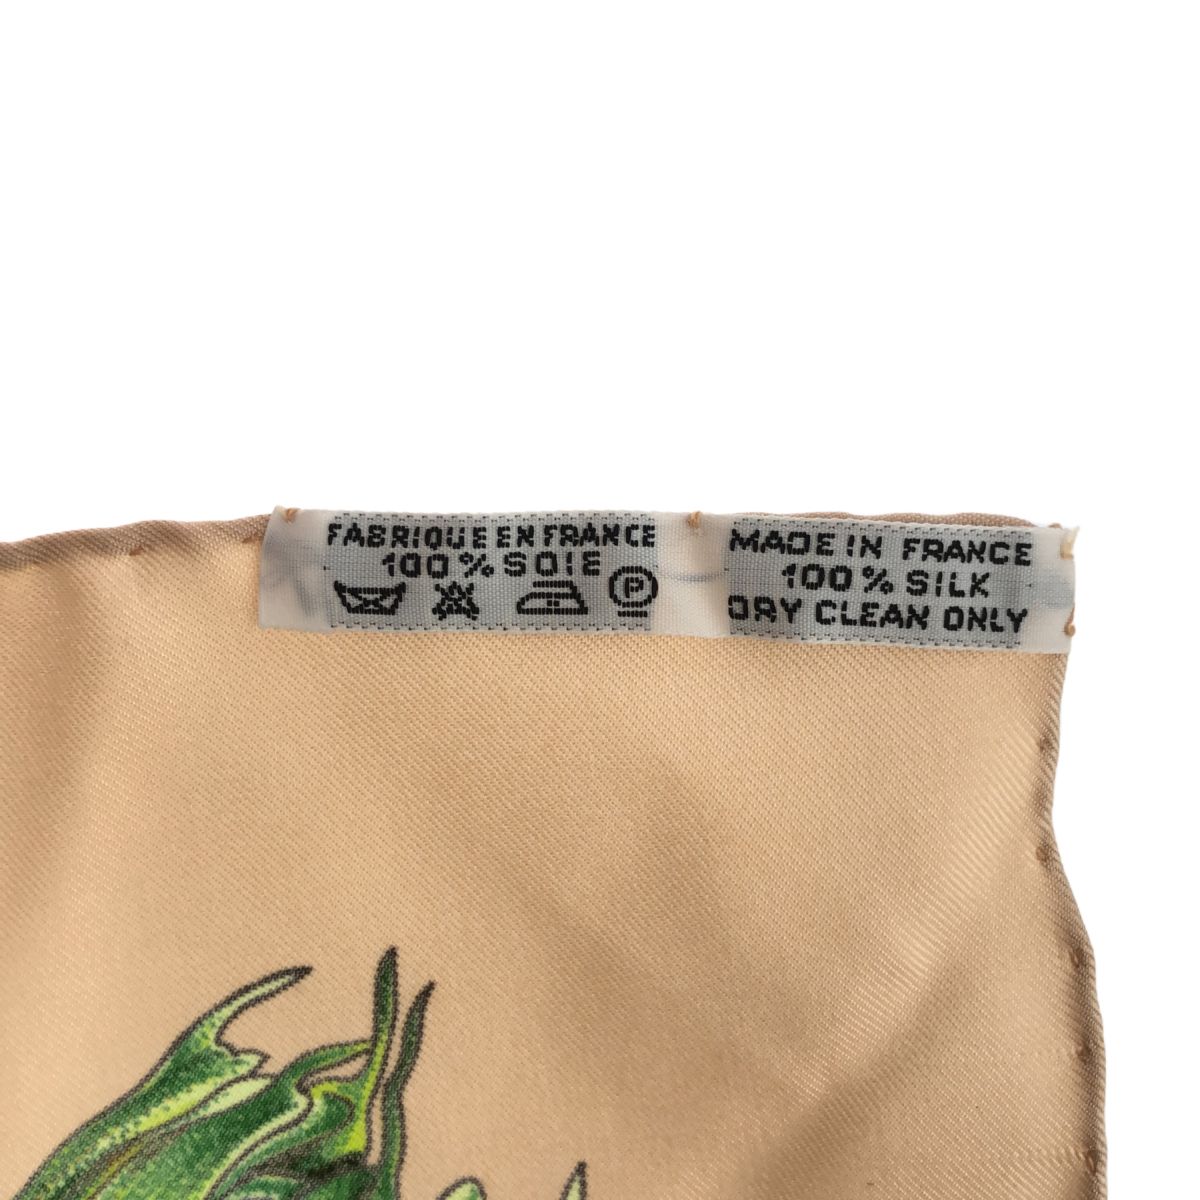 FABRIQUE EN FRANCE
100% SOIE
P
MADE IN FRANCE
100% SILK
DRY CLEAN ONLY